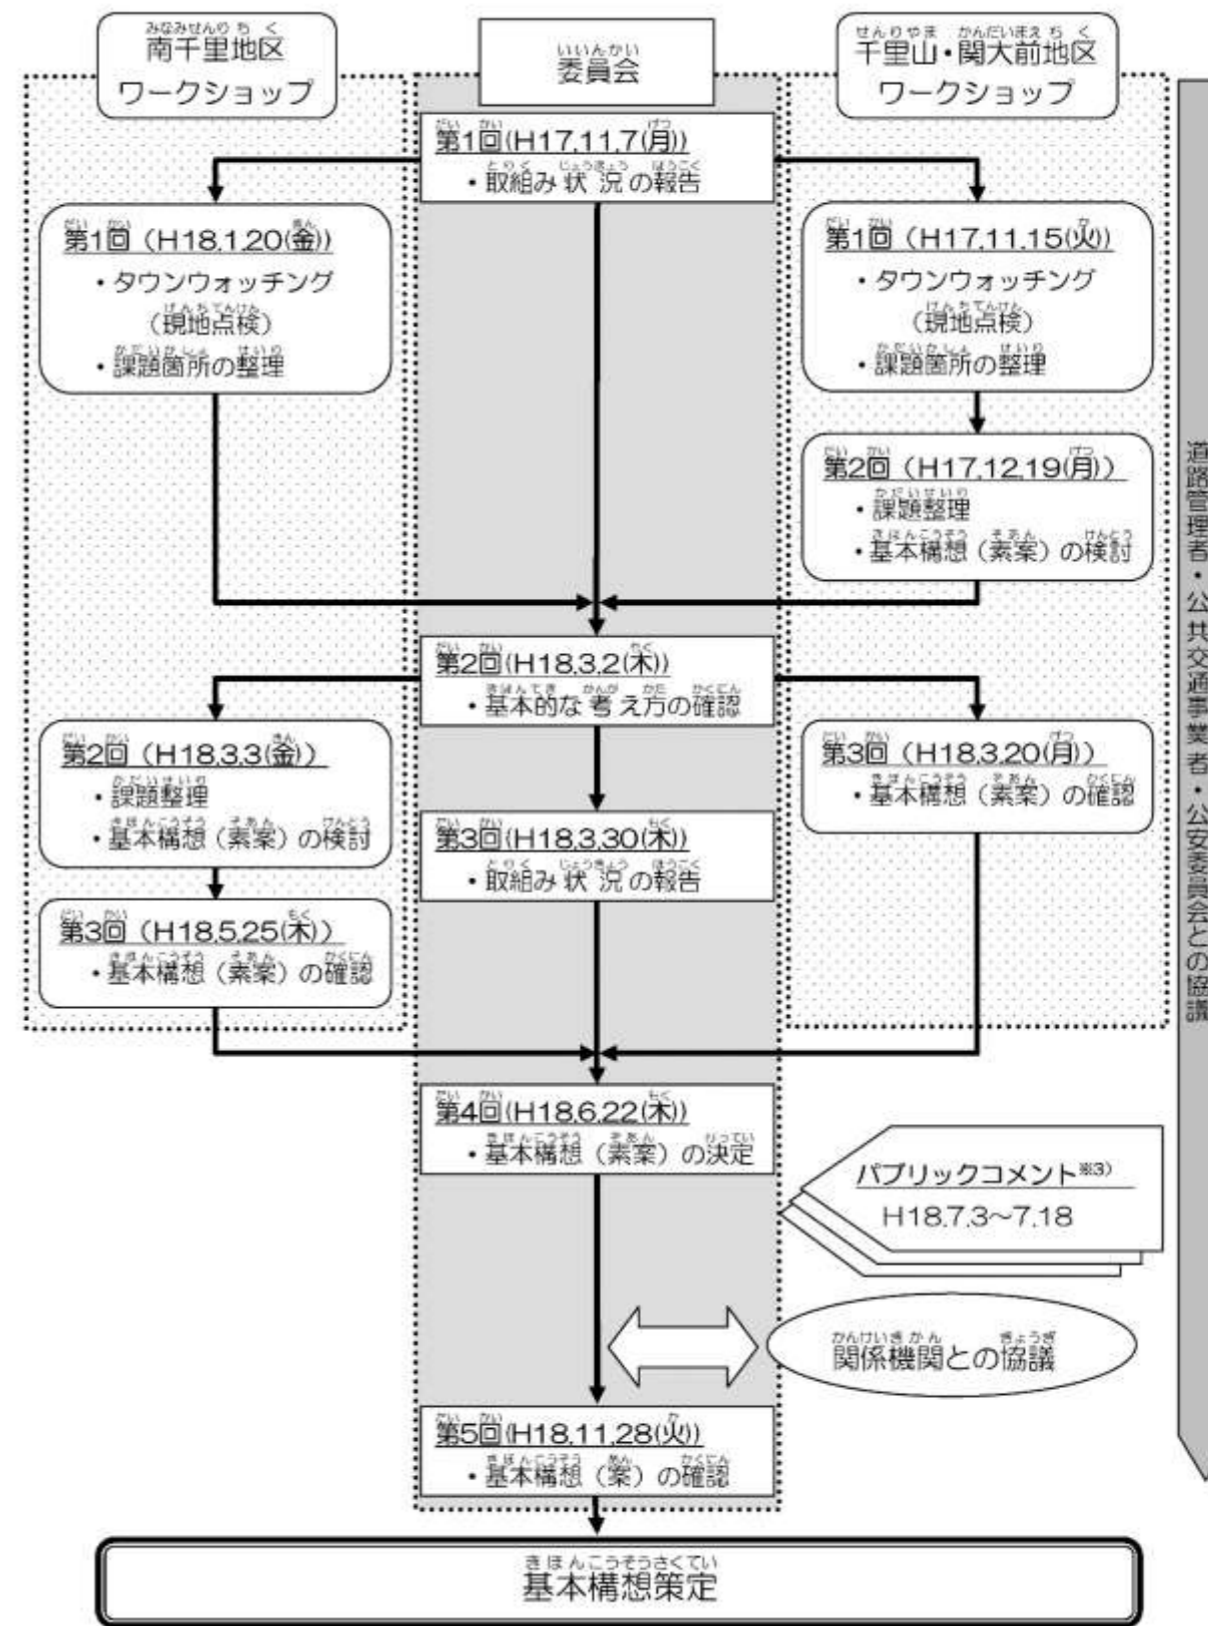 南千里地区
ワークショップ
委員会
千里山・関大前地区
ワークショップ
第1回(H17.11.7(月))
・取組み状況の報告
第1回（H18.1.20(金)）
・タウンウォッチング
（現地点検）
・課題箇所の整理
第1回（H17.11.15(火)）
・タウンウォッチング
（現地点検）
・課題箇所の整理
第2回（H17.12.19(月)）
・課題整理
・基本構想（素案）の検討
第2回(H18.3.2(木))
・基本的な考え方の確認
第2回（H18.3.3(金)）
・課題整理
・基本構想（素案）の検討
第3回（H18.3.20(月)）
・基本構想（素案）の確認
第3回(H18.3.30(木))
・取組み状況の報告
第3回（H18.5.25(木)）
・基本構想（素案）の確認
第4回(H18.6.22(木))
・基本構想（素案）の決定
パブリックコメント※3）
H18.7.3～7.18
関係機関との協議
第5回(H18.11.28(火))
・基本構想（案）の確認
基本構想策定
道路管理者・公共交通事業者・公安委員会との協議